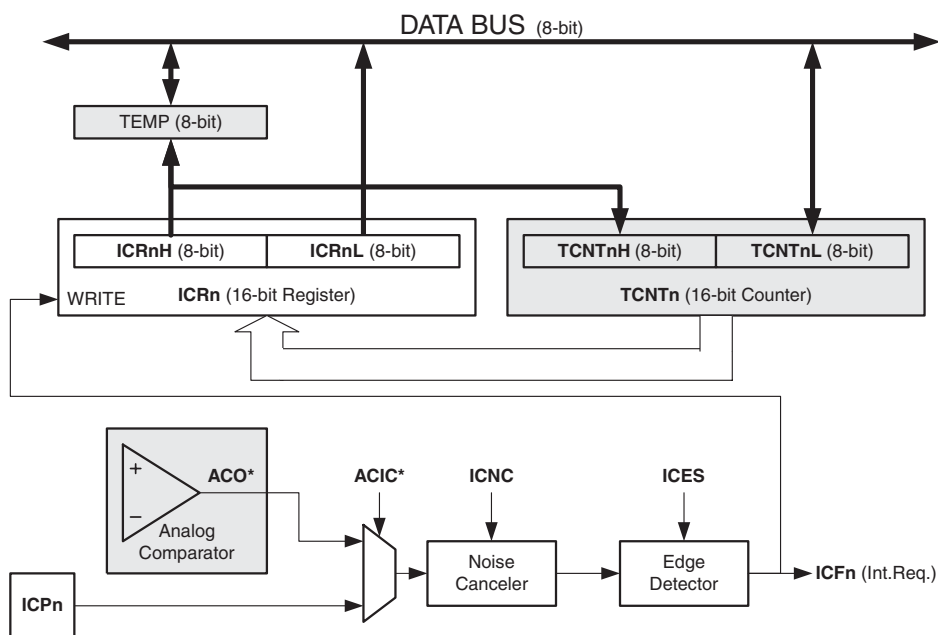 DATA BUS (8-bit)
TEMP (8-bit)
ICRnH (8-bit)
ICRnL (8-bit)
TCNTnH (8-bit)
TCNTnL (8-bit)
WRITE
ICRn (16-bit Register)
TCNTn (16-bit Counter)
+
−
ACO*
Analog
Comparator
ACIC*
ICNC
ICES
Noise
Canceler
Edge
Detector
ICFn (Int.Req.)
ICPn